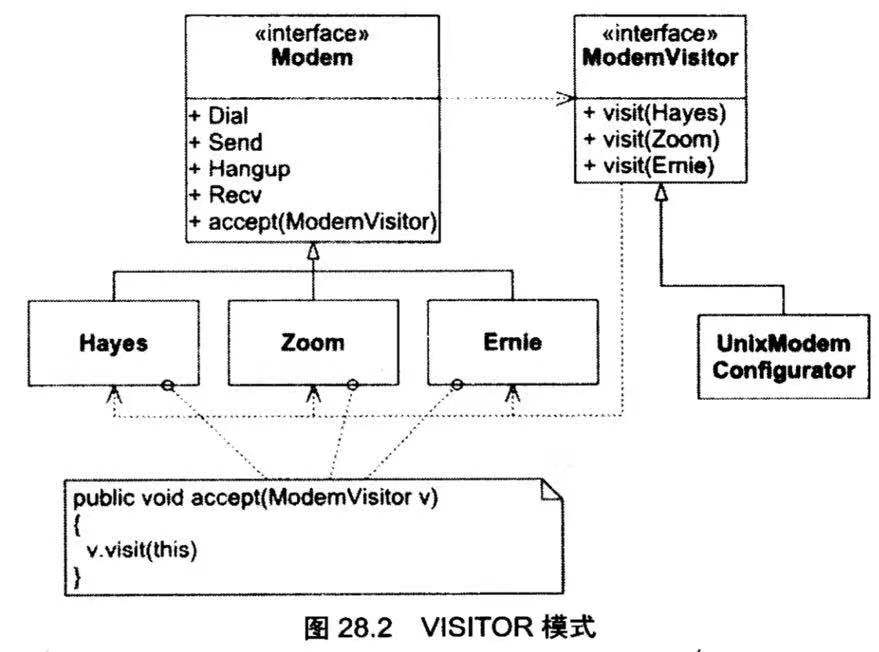 «interface»
Modem
+ Dial
+ Send
+ Hangup
+ Recv
+ accept(ModemVisitor)
«interface»
ModemVisitor
+ visit(Hayes)
+ visit(Zoom)
+ visit(Ernie)
Hayes
Zoom
Ernie
UnixModem
Configurator
public void accept(ModemVisitor v)
{
v.visit(this)
}
图 28.2 VISITOR 模式